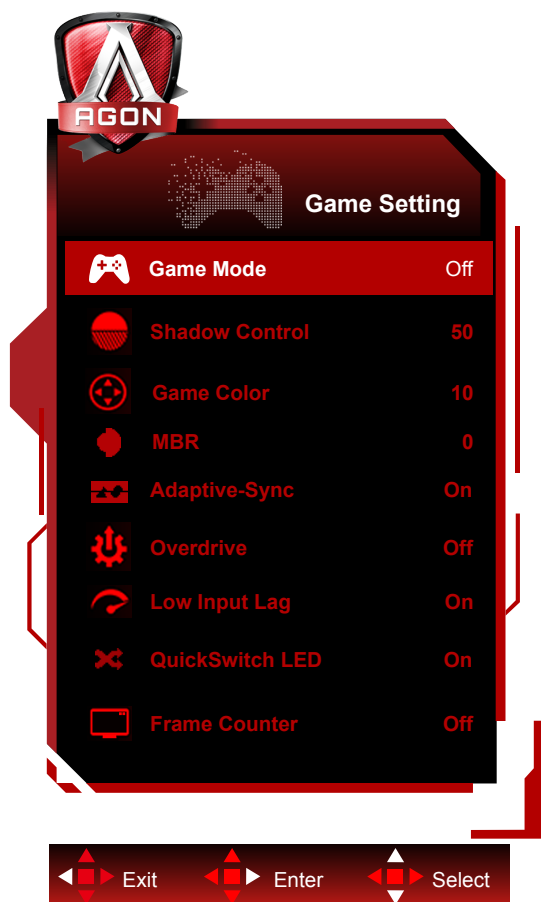 AGON
Game Setting
Game Mode Off
Shadow Control 50
Game Color 10
MBR 0
Adaptive-Sync On
Overdrive Off
Low Input Lag On
QuickSwitch LED On
Frame Counter Off
Exit Enter Select